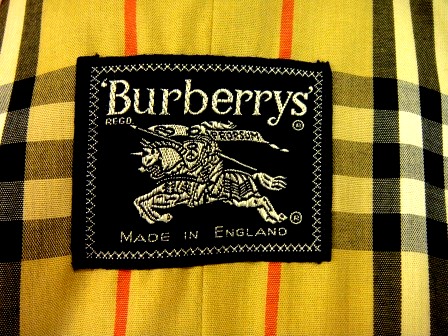 'Burberrys'
REGD
PRORSUM
®
®
MADE IN ENGLAND